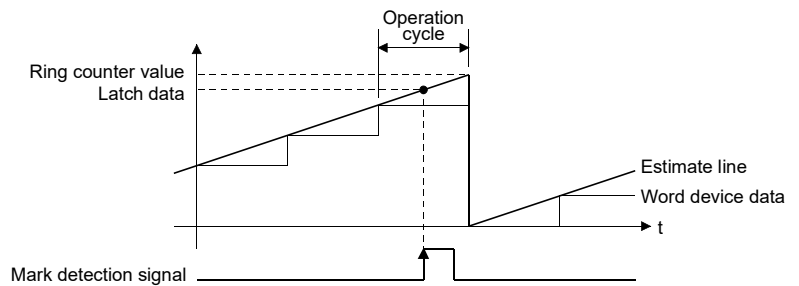 Operation
cycle
Ring counter value
Latch data
Estimate line
Word device data
t
Mark detection signal